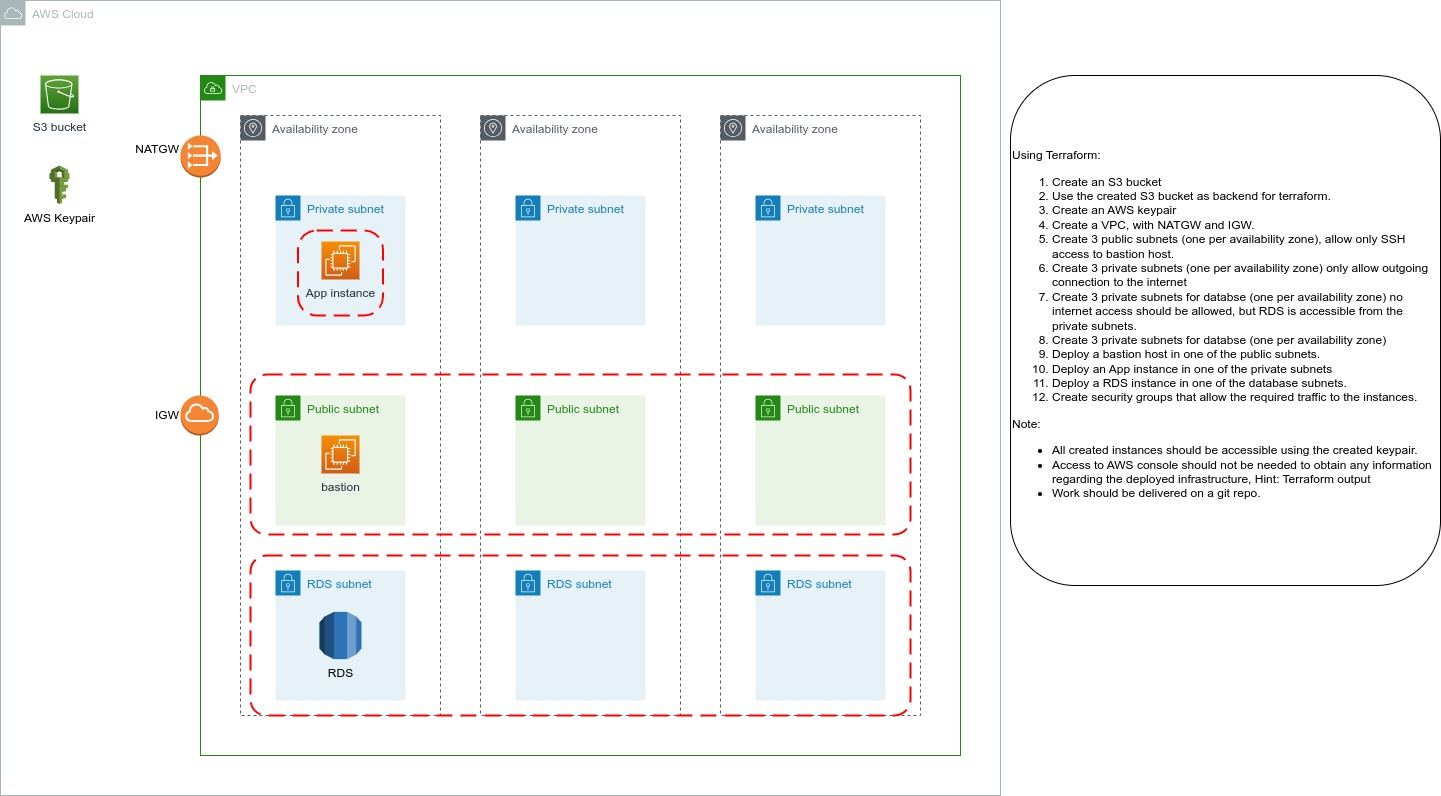 AWS Cloud
S3 bucket
AWS Keypair
VPC
NATGW
IGW
Availability zone
Availability zone
Availability zone
Private subnet
Private subnet
Private subnet
App instance
Public subnet
Public subnet
Public subnet
bastion
RDS subnet
RDS subnet
RDS subnet
RDS
Using Terraform:
1. Create an S3 bucket
2. Use the created S3 bucket as backend for terraform.
3. Create an AWS keypair
4. Create a VPC, with NATGW and IGW.
5. Create 3 public subnets (one per availability zone), allow only SSH
access to bastion host.
6. Create 3 private subnets (one per availability zone) only allow outgoing
connection to the internet
7. Create 3 private subnets for databse (one per availability zone) no
internet access should be allowed, but RDS is accessible from the
private subnets.
8. Create 3 private subnets for databse (one per availability zone)
9. Deploy a bastion host in one of the public subnets.
10. Deploy an App instance in one of the private subnets
11. Deploy a RDS instance in one of the database subnets.
12. Create security groups that allow the required traffic to the instances.
Note:
• All created instances should be accessible using the created keypair.
• Access to AWS console should not be needed to obtain any information
regarding the deployed infrastructure, Hint: Terraform output
• Work should be delivered on a git repo.